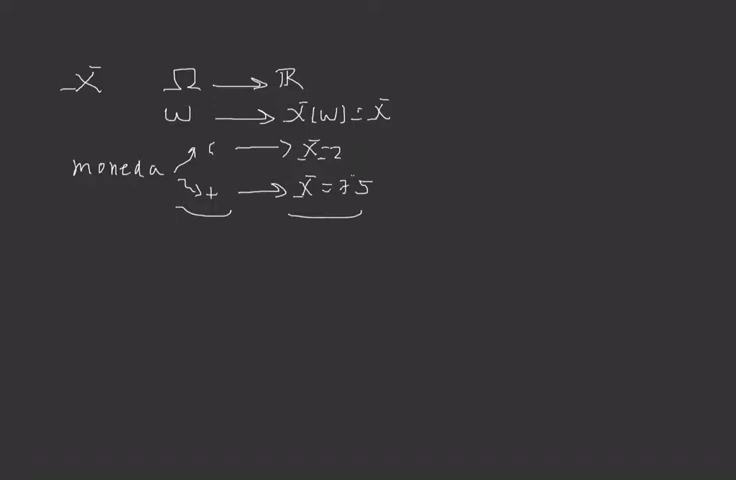 X Ω → ℝ
w → X(w) = X
c → X = 2
moneda
+ → X = 7.5